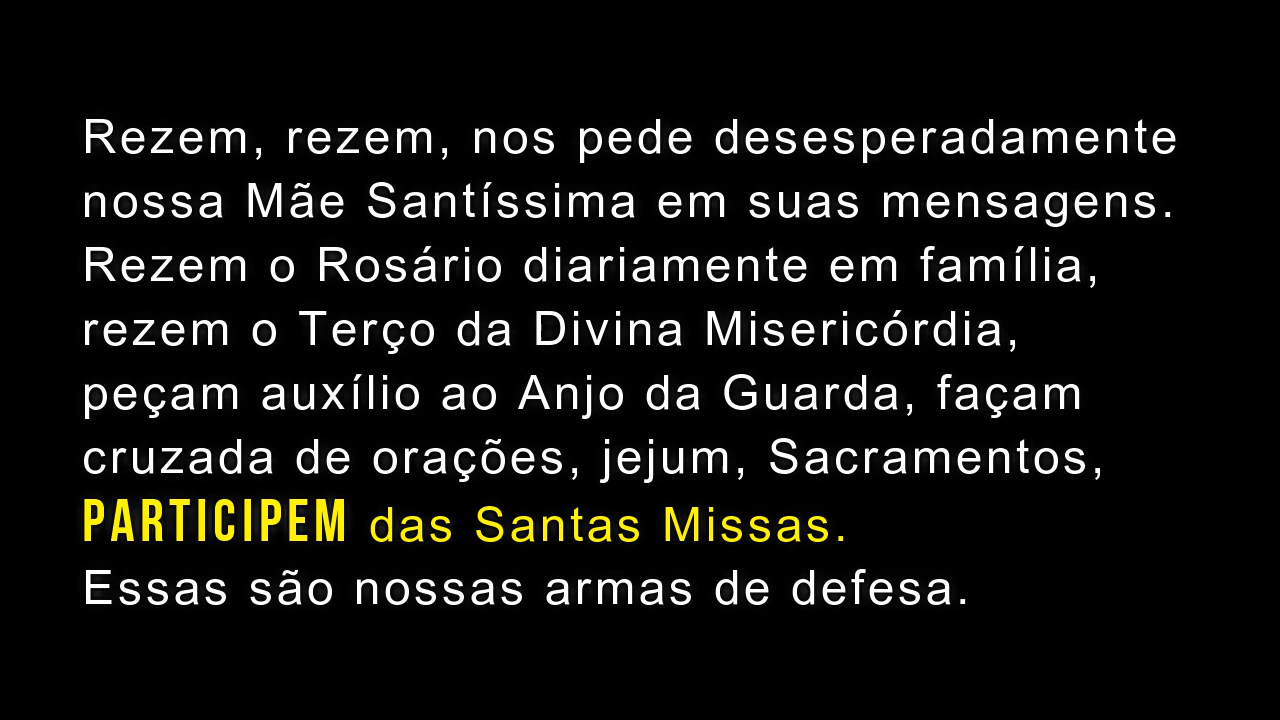 Rezem, rezem, nos pede desesperadamente
nossa Mãe Santíssima em suas mensagens.
Rezem o Rosário diariamente em família,
rezem o Terço da Divina Misericórdia,
peçam auxílio ao Anjo da Guarda, façam
cruzada de orações, jejum, Sacramentos,
PARTICIPEM das Santas Missas.
Essas são nossas armas de defesa.